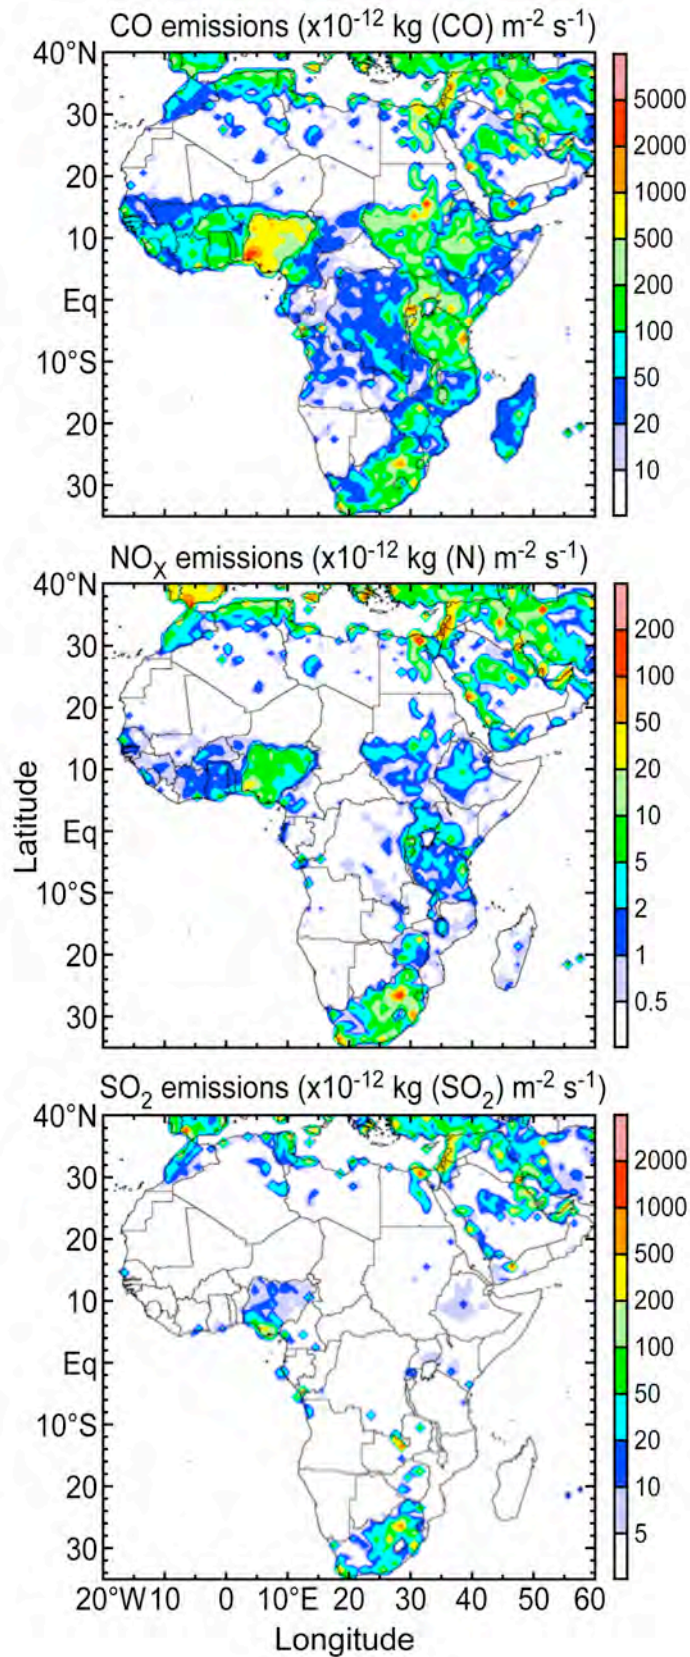 CO emissions (x10⁻¹² kg (CO) m⁻² s⁻¹)
40°N
30
20
10
Eq
10°S
20
30
5000
2000
1000
500
200
100
50
20
10
NOₓ emissions (x10⁻¹² kg (N) m⁻² s⁻¹)
40°N
30
20
10
Eq
10°S
20
30
Latitude
200
100
50
20
10
5
2
1
0.5
SO₂ emissions (x10⁻¹² kg (SO₂) m⁻² s⁻¹)
40°N
30
20
10
Eq
10°S
20
30
2000
1000
500
200
100
50
20
10
5
20°W 10 0 10°E 20 30 40 50 60
Longitude